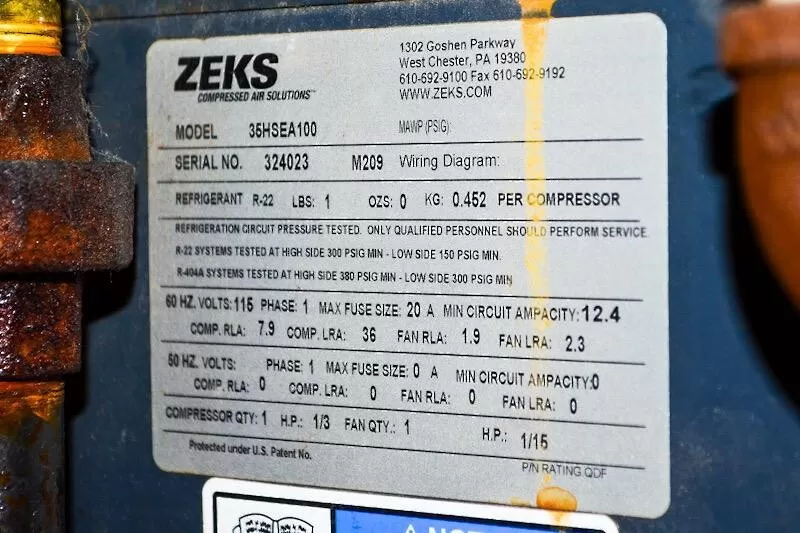 ZEKS
COMPRESSED AIR SOLUTIONS™
1302 Goshen Parkway
West Chester, PA 19380
610-692-9100 Fax 610-692-9192
WWW.ZEKS.COM
MODEL 35HSEA100 MAWP (PSIG):
SERIAL NO. 324023 M209 Wiring Diagram:
REFRIGERANT R-22 LBS: 1 OZS: 0 KG: 0.452 PER COMPRESSOR
REFRIGERATION CIRCUIT PRESSURE TESTED. ONLY QUALIFIED PERSONNEL SHOULD PERFORM SERVICE.
R-22 SYSTEMS TESTED AT HIGH SIDE 300 PSIG MIN - LOW SIDE 150 PSIG MIN.
R-404A SYSTEMS TESTED AT HIGH SIDE 380 PSIG MIN - LOW SIDE 300 PSIG MIN
60 HZ. VOLTS: 115 PHASE: 1 MAX FUSE SIZE: 20 A MIN CIRCUIT AMPACITY: 12.4
COMP. RLA: 7.9 COMP. LRA: 36 FAN RLA: 1.9 FAN LRA: 2.3
50 HZ. VOLTS: PHASE: 1 MAX FUSE SIZE: 0 A MIN CIRCUIT AMPACITY: 0
COMP. RLA: 0 COMP. LRA: 0 FAN RLA: 0 FAN LRA: 0
COMPRESSOR QTY: 1 H.P.: 1/3 FAN QTY.: 1 H.P.: 1/15
Protected under U.S. Patent No.
P/N RATING QDF